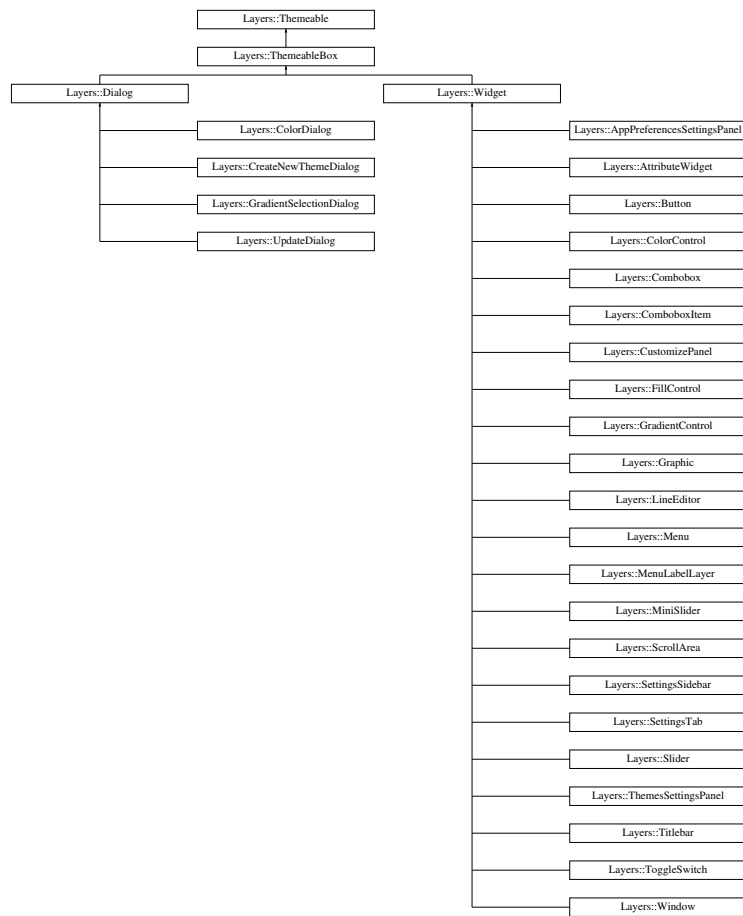 Layers::Themeable
Layers::ThemeableBox
Layers::Dialog
Layers::Widget
Layers::ColorDialog
Layers::AppPreferencesSettingsPanel
Layers::CreateNewThemeDialog
Layers::AttributeWidget
Layers::GradientSelectionDialog
Layers::Button
Layers::UpdateDialog
Layers::ColorControl
Layers::Combobox
Layers::ComboboxItem
Layers::CustomizePanel
Layers::FillControl
Layers::GradientControl
Layers::Graphic
Layers::LineEditor
Layers::Menu
Layers::MenuLabelLayer
Layers::MiniSlider
Layers::ScrollArea
Layers::SettingsSidebar
Layers::SettingsTab
Layers::Slider
Layers::ThemesSettingsPanel
Layers::Titlebar
Layers::ToggleSwitch
Layers::Window